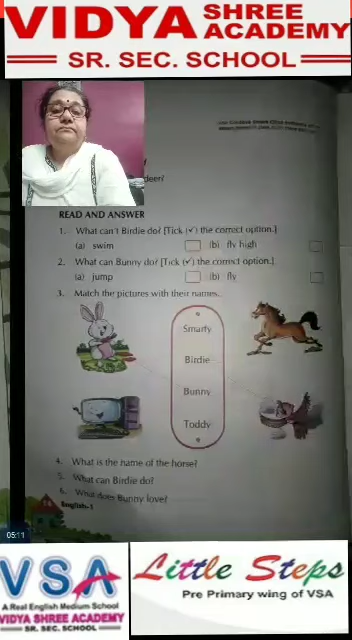 VIDYA SHREE ACADEMY
SR. SEC. SCHOOL
deer?
READ AND ANSWER
1. What can't Birdie do? [Tick (✓) the correct option.]
(a) swim (b) fly high
2. What can Bunny do? [Tick (✓) the correct option.]
(a) jump (b) fly
3. Match the pictures with their names.
Smarty
Birdie
Bunny
Toddy
4. What is the name of the horse?
5. What can Birdie do?
6. What does Bunny love?
English-1
05:11
VSA
A Real English Medium School
VIDYA SHREE ACADEMY
SR. SEC. SCHOOL
Little Steps
Pre Primary wing of VSA